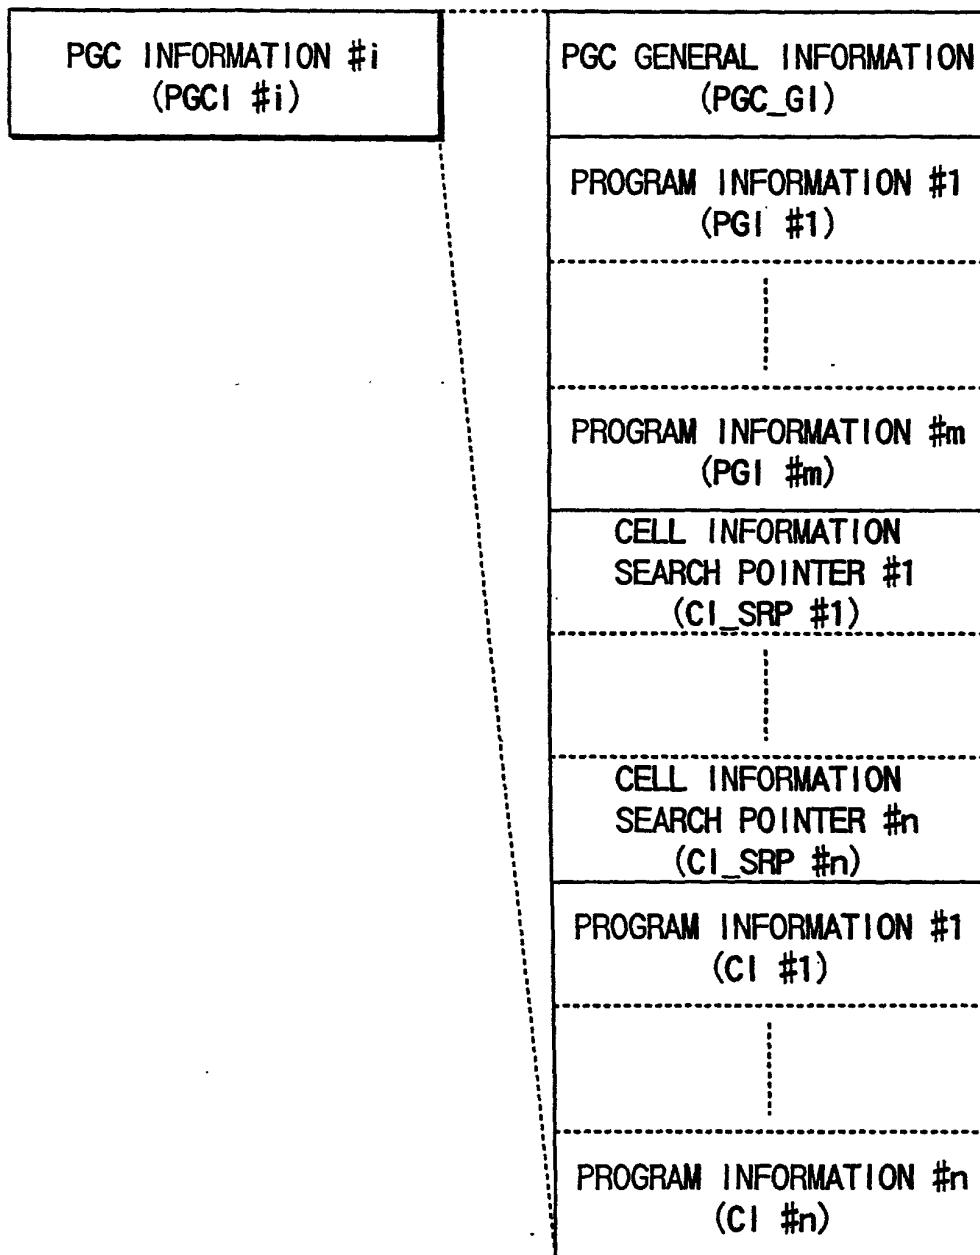 PGC INFORMATION #i
(PGCI #i)
PGC GENERAL INFORMATION
(PGC_GI)
PROGRAM INFORMATION #1
(PGI #1)
PROGRAM INFORMATION #m
(PGI #m)
CELL INFORMATION
SEARCH POINTER #1
(CI_SRP #1)
CELL INFORMATION
SEARCH POINTER #n
(CI_SRP #n)
PROGRAM INFORMATION #1
(CI #1)
PROGRAM INFORMATION #n
(CI #n)